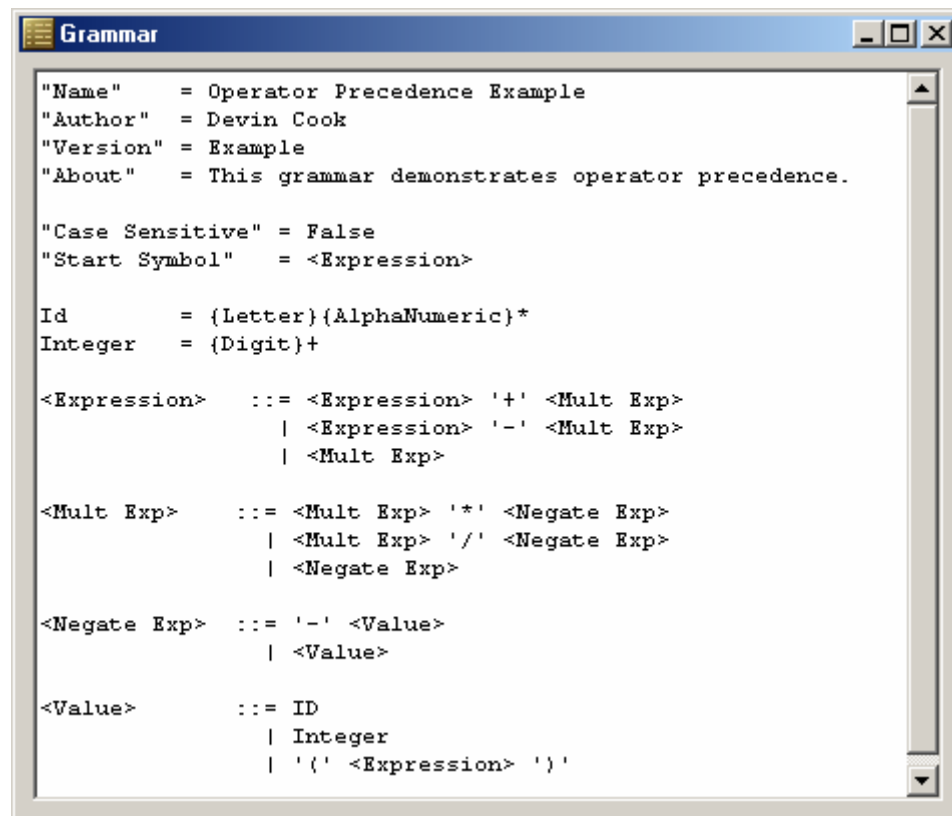 Grammar
"Name"    = Operator Precedence Example
"Author"  = Devin Cook
"Version" = Example
"About"   = This grammar demonstrates operator precedence.
"Case Sensitive" = False
"Start Symbol"   = <Expression>
Id        = {Letter}{AlphaNumeric}*
Integer   = {Digit}+
<Expression>   ::= <Expression> '+' <Mult Exp>
                 | <Expression> '-' <Mult Exp>
                 | <Mult Exp>
<Mult Exp>    ::= <Mult Exp> '*' <Negate Exp>
                | <Mult Exp> '/' <Negate Exp>
                | <Negate Exp>
<Negate Exp>  ::= '-' <Value>
                | <Value>
<Value>       ::= ID
                | Integer
                | '(' <Expression> ')'